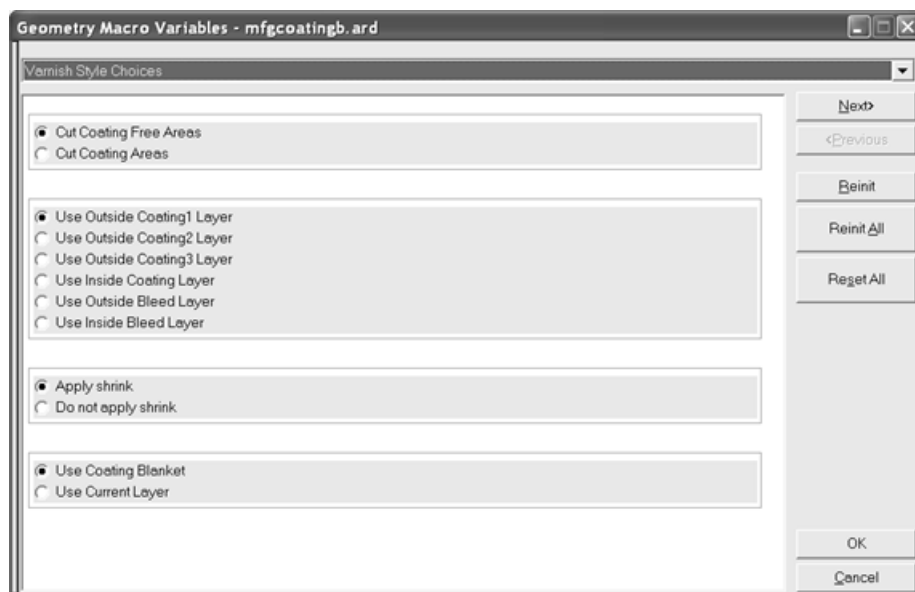 Geometry Macro Variables - mfgcoatingb.ard
Varnish Style Choices
Next>
Cut Coating Free Areas
Cut Coating Areas
<Previous
Reinit
Use Outside Coating1 Layer
Use Outside Coating2 Layer
Use Outside Coating3 Layer
Use Inside Coating Layer
Use Outside Bleed Layer
Use Inside Bleed Layer
Reinit All
Reset All
Apply shrink
Do not apply shrink
Use Coating Blanket
Use Current Layer
OK
Cancel